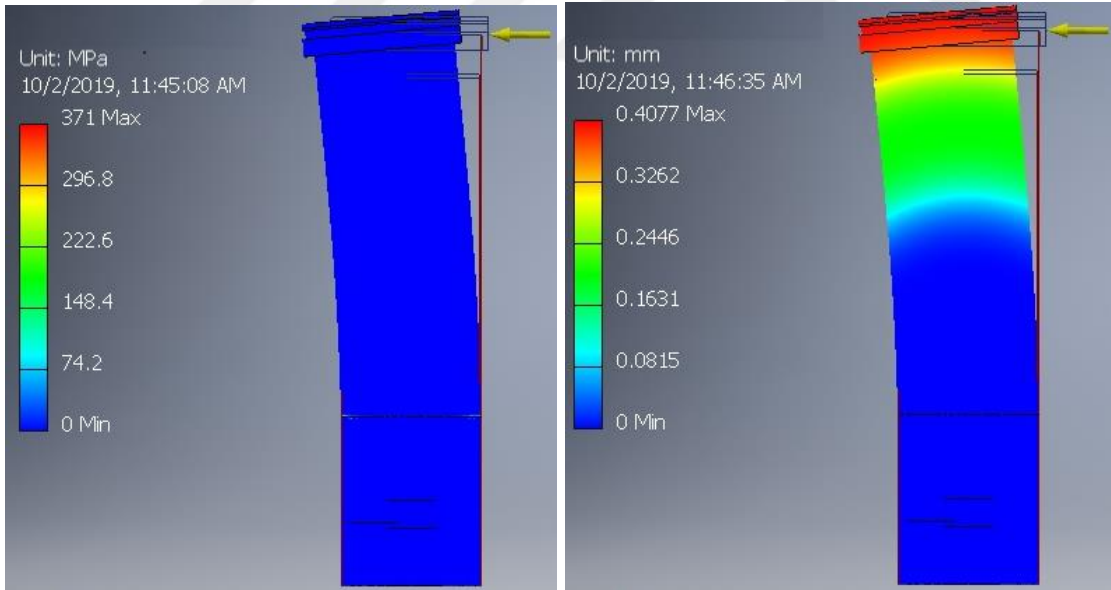 Unit: MPa
10/2/2019, 11:45:08 AM
371 Max
296.8
222.6
148.4
74.2
0 Min
Unit: mm
10/2/2019, 11:46:35 AM
0.4077 Max
0.3262
0.2446
0.1631
0.0815
0 Min